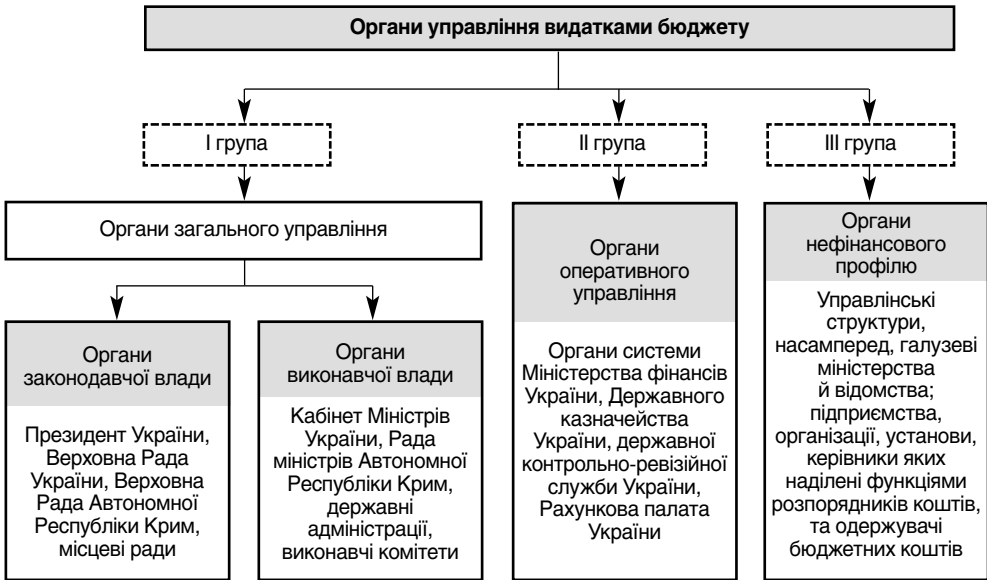 Органи управління видатками бюджету
І група
ІІ група
ІІІ група
Органи загального управління
Органи
законодавчої влади
Президент України,
Верховна Рада
України, Верховна
Рада Автономної
Республіки Крим,
місцеві ради
Органи
виконавчої влади
Кабінет Міністрів
України, Рада
міністрів Автономної
Республіки Крим,
державні
адміністрації,
виконавчі комітети
Органи
оперативного
управління
Органи системи
Міністерства фінансів
України, Державного
казначейства
України, державної
контрольно-ревізійної
служби України,
Рахункова палата
України
Органи
нефінансового
профілю
Управлінські
структури,
насамперед, галузеві
міністерства
й відомства;
підприємства,
організації, установи,
керівники яких
наділені функціями
розпорядників коштів,
та одержувачі
бюджетних коштів